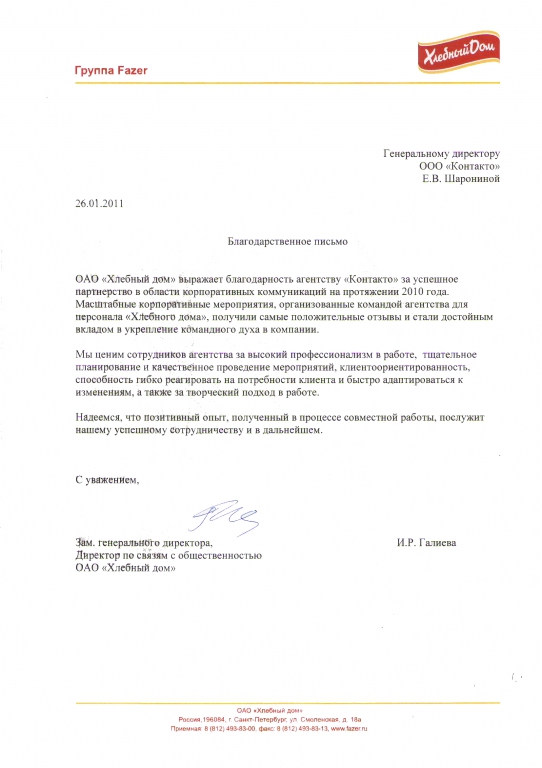 Группа Fazer
Хлебный Дом
Генеральному директору
ООО «Контакто»
Е.В. Шарониной
26.01.2011
Благодарственное письмо
ОАО «Хлебный дом» выражает благодарность агентству «Контакто» за успешное
партнерство в области корпоративных коммуникаций на протяжении 2010 года.
Масштабные корпоративные мероприятия, организованные командой агентства для
персонала «Хлебного дома», получили самые положительные отзывы и стали достойным
вкладом в укрепление командного духа в компании.
Мы ценим сотрудников агентства за высокий профессионализм в работе, тщательное
планирование и качественное проведение мероприятий, клиентоориентированность,
способность гибко реагировать на потребности клиента и быстро адаптироваться к
изменениям, а также за творческий подход в работе.
Надеемся, что позитивный опыт, полученный в процессе совместной работы, послужит
нашему успешному сотрудничеству и в дальнейшем.
С уважением,
Зам. генерального директора,
И.Р. Галиева
Директор по связям с общественностью
ОАО «Хлебный дом»
ОАО «Хлебный дом»
Россия,196084, г. Санкт-Петербург, ул. Смоленская, д. 18а
Приемная: 8 (812) 493-83-00, факс: 8 (812) 493-83-13, www.fazer.ru